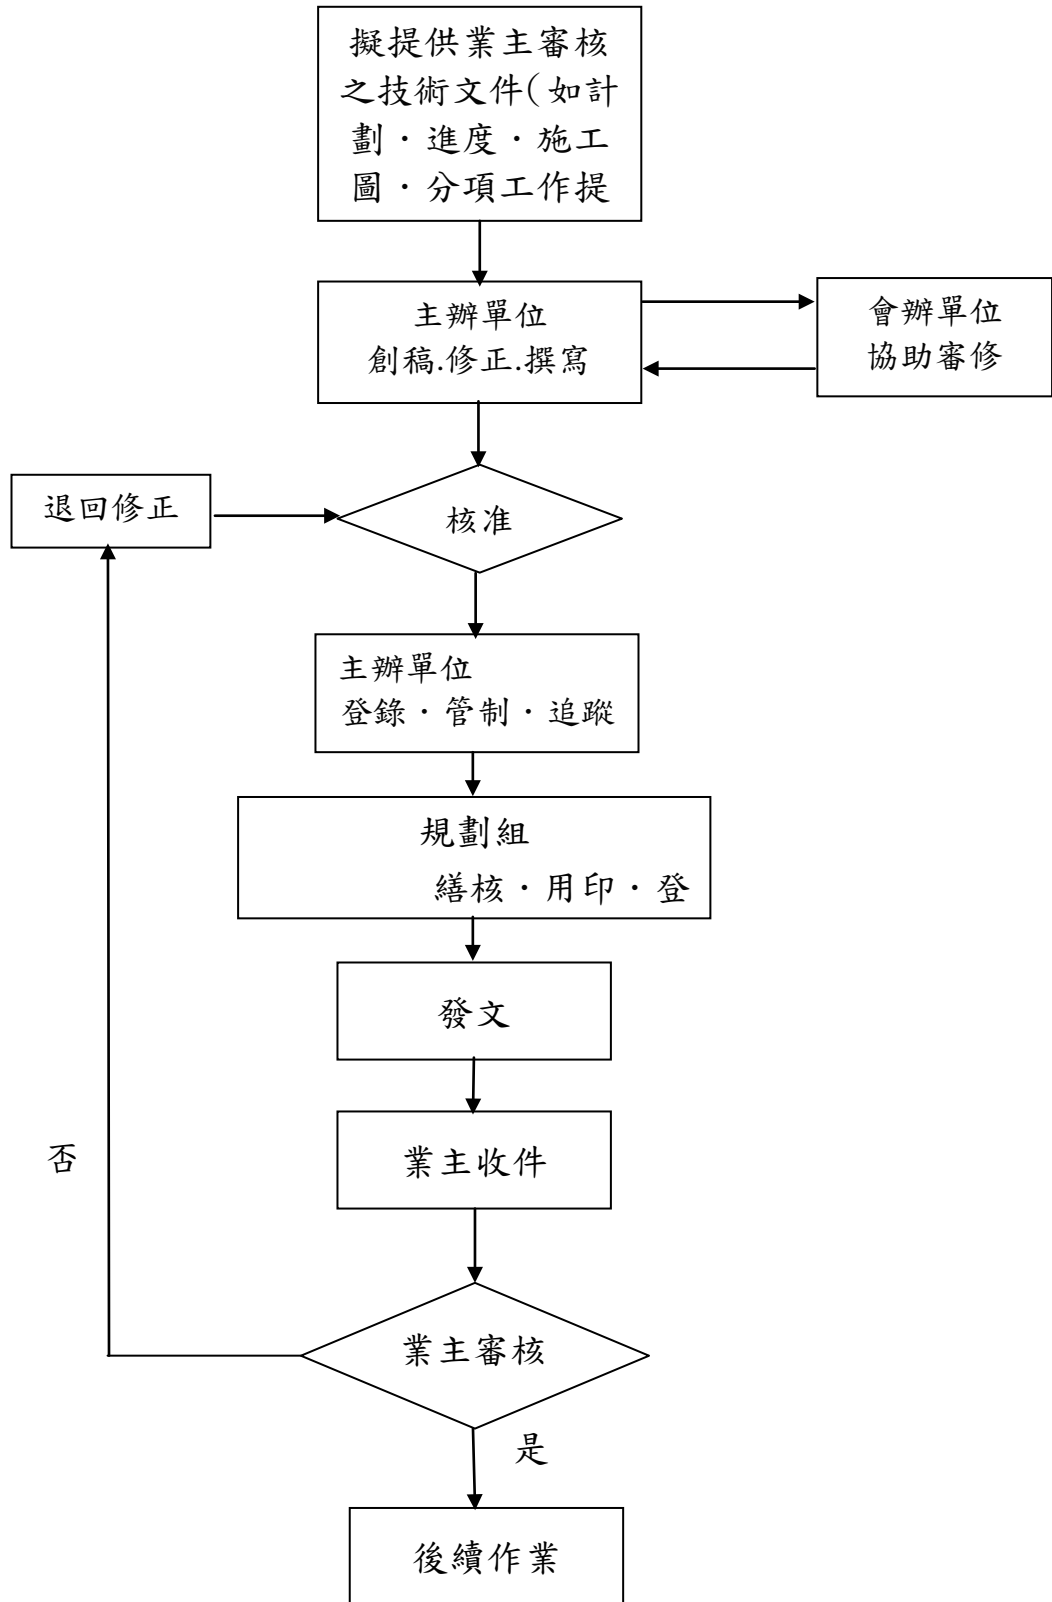 擬提供業主審核
之技術文件(如計
劃・進度・施工
圖・分項工作提
主辦單位
創稿.修正.撰寫
會辦單位
協助審修
退回修正
核准
主辦單位
登錄・管制・追蹤
規劃組
繕核・用印・登
發文
業主收件
否
業主審核
是
後續作業